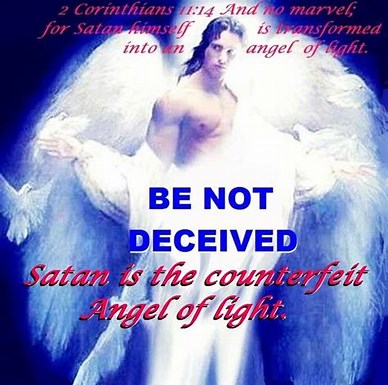 2 Corinthians 11:14 And no marvel;
for Satan himself is transformed
into an angel of light.
BE NOT
DECEIVED
Satan is the counterfeit
Angel of light.